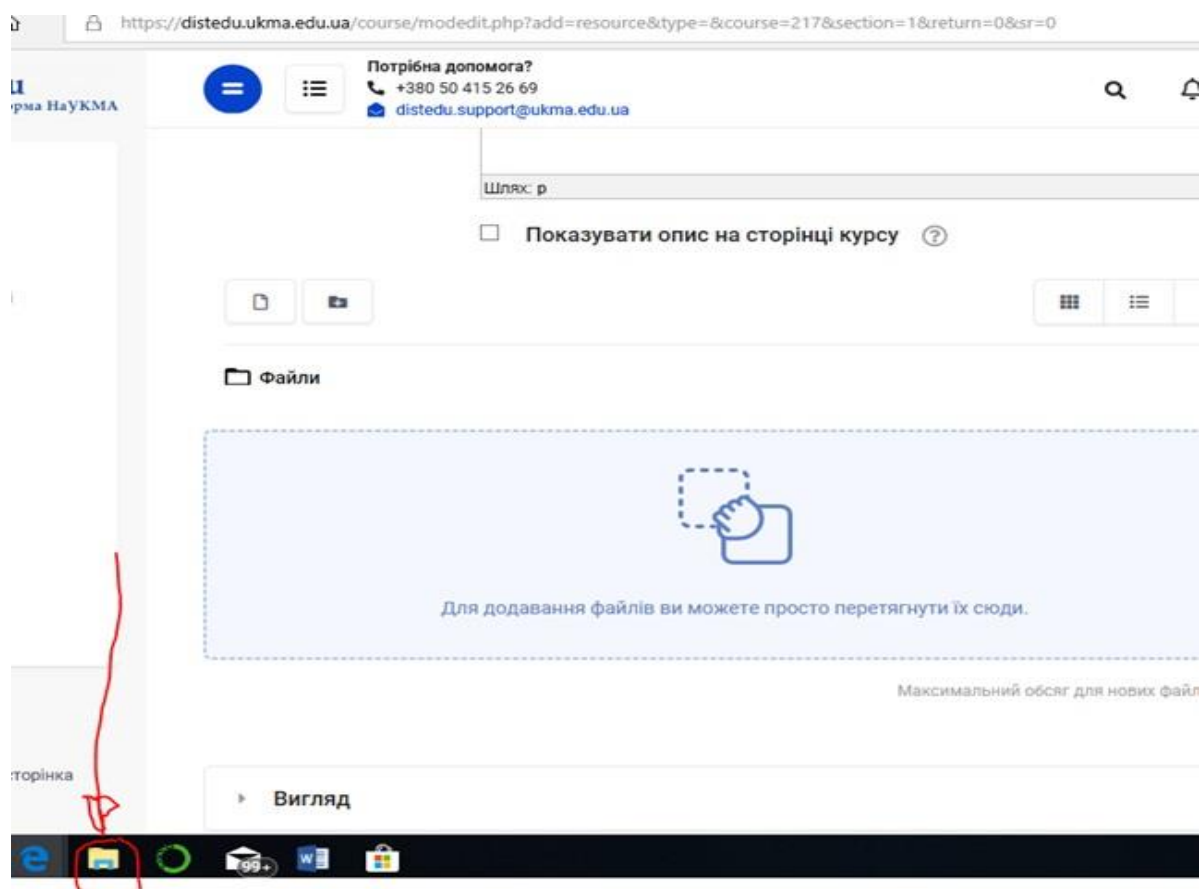 https://distedu.ukma.edu.ua/course/modedit.php?add=resource&type=&course=217&section=1&return=0&sr=0
Потрібна допомога?
+380 50 415 26 69
distedu.support@ukma.edu.ua
НаУКМА
Шлях: p
Показувати опис на сторінці курсу
Файли
Для додавання файлів ви можете просто перетягнути їх сюди.
Максимальний обсяг для нових
Вигляд
99+